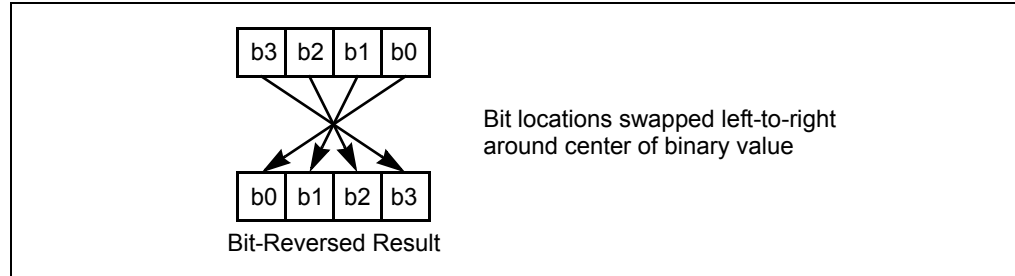 b3 b2 b1 b0
Bit locations swapped left-to-right
around center of binary value
b0 b1 b2 b3
Bit-Reversed Result